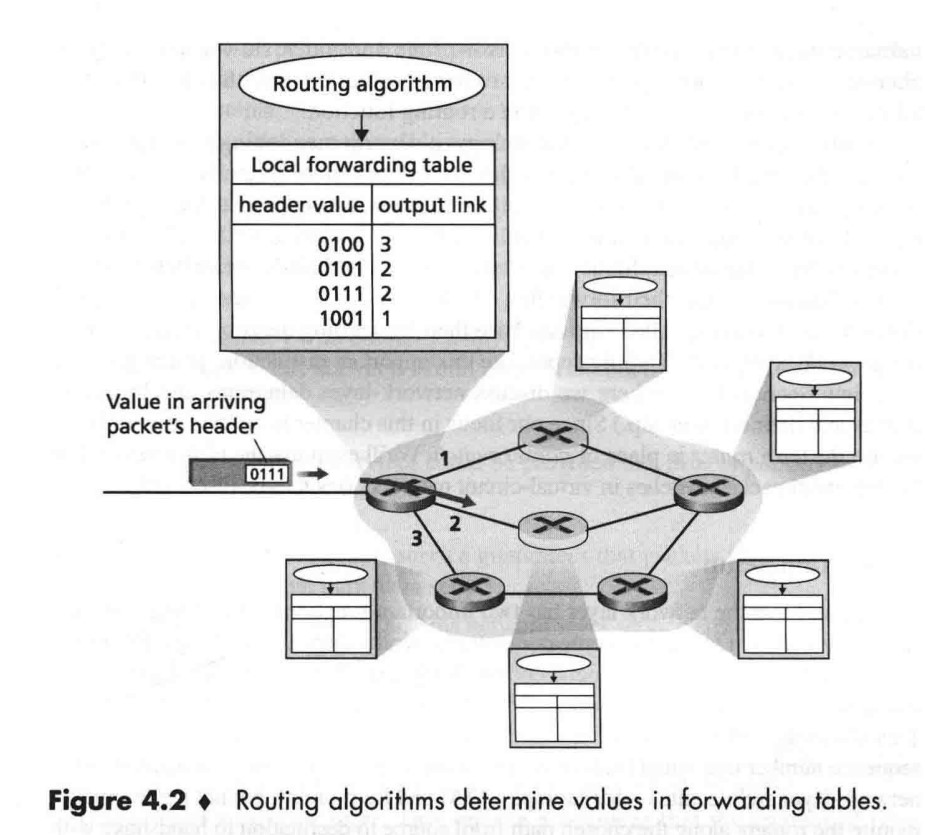 Routing algorithm
Local forwarding table
header value output link
0100 3
0101 2
0111 2
1001 1
Value in arriving
packet's header
0111
1
2
3
Figure 4.2 ♦ Routing algorithms determine values in forwarding tables.